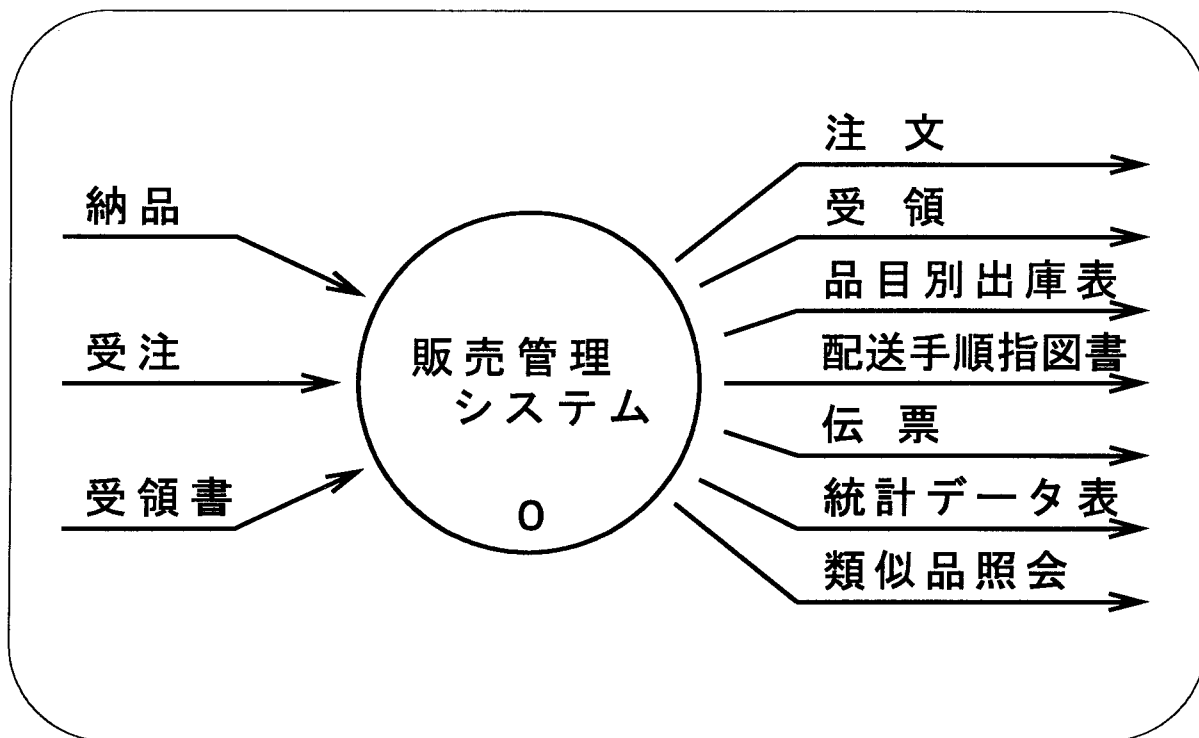 納品
受注
受領書
販売管理
システム
0
注文
受領
品目別出庫表
配送手順指図書
伝票
統計データ表
類似品照会